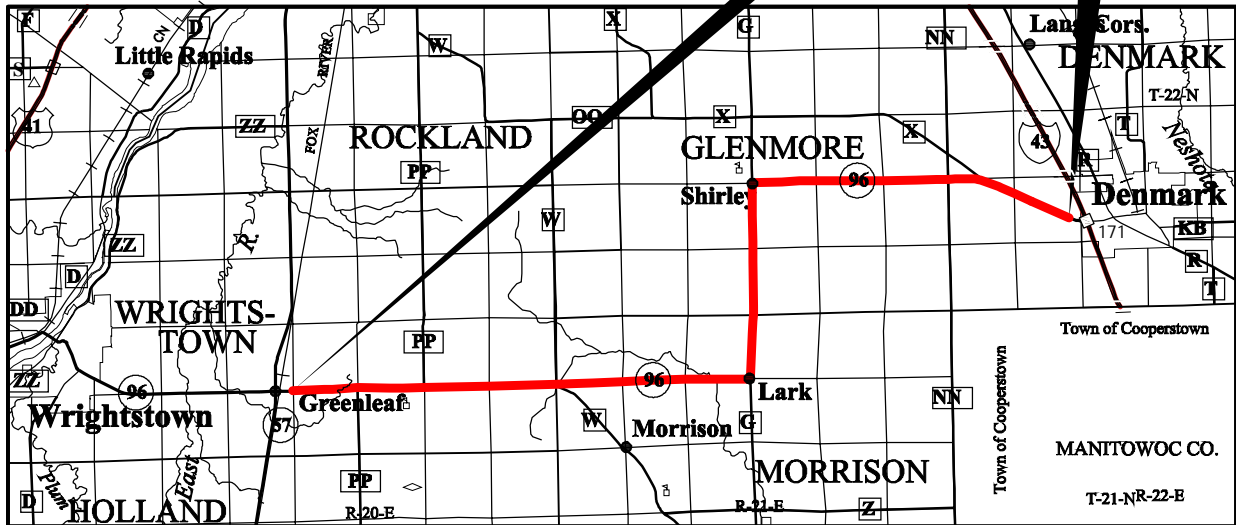 F
D
CN
X
G
NN
Cors.
Little Rapids
W
RIVER
DENMARK
S
T-22-N
41
ZZ
OO
X
X
T
FOX
ROCKLAND
GLENMORE
43
Neshota
PP
96
R
Shirley
Denmark
W
171
KB
ZZ
R.
R
D
T
DD
WRIGHTS-
TOWN
PP
Town of Cooperstown
Town of Cooperstown
ZZ
96
96
Greenleaf
Lark
NN
Wrightstown
57
W
Morrison
G
MANITOWOC CO.
East
Plum
PP
MORRISON
D
HOLLAND
R-20-E
R-21-E
Z
T-21-N
R-22-E